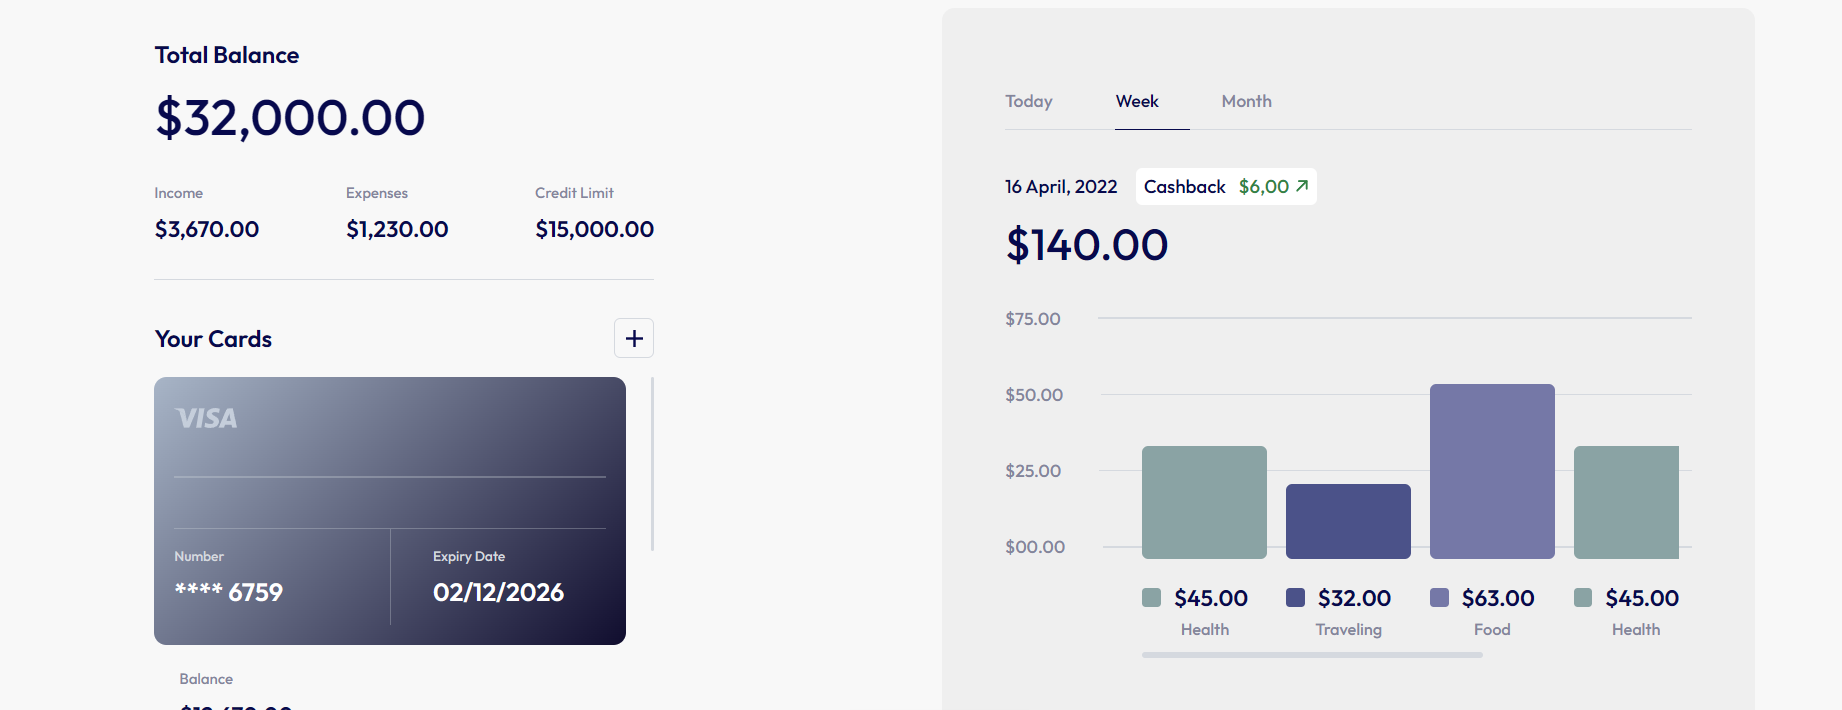 Total Balance
$32,000.00
Income Expenses Credit Limit
$3,670.00 $1,230.00 $15,000.00
Your Cards
VISA
Number Expiry Date
**** 6759 02/12/2026
Balance
Today Week Month
16 April, 2022 Cashback $6,00
$140.00
$75.00
$50.00
$25.00
$00.00
$45.00 $32.00 $63.00 $45.00
Health Traveling Food Health